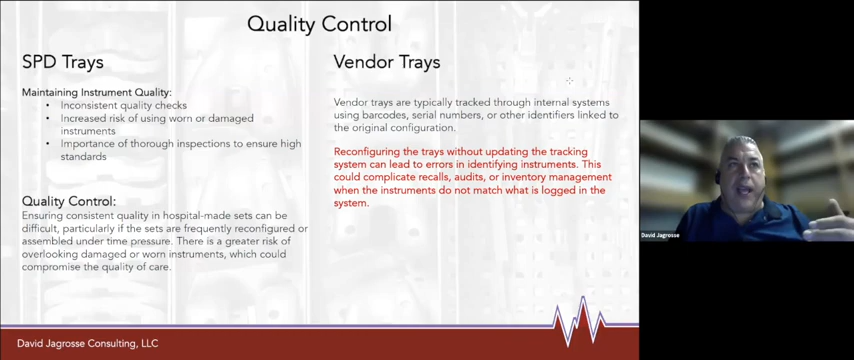 Quality Control
SPD Trays
Maintaining Instrument Quality:
• Inconsistent quality checks
• Increased risk of using worn or damaged
instruments
• Importance of thorough inspections to ensure high
standards
Quality Control:
Ensuring consistent quality in hospital-made sets can be
difficult, particularly if the sets are frequently reconfigured or
assembled under time pressure. There is a greater risk of
overlooking damaged or worn instruments, which could
compromise the quality of care.
Vendor Trays
Vendor trays are typically tracked through internal systems
using barcodes, serial numbers, or other identifiers linked to
the original configuration.
Reconfiguring the trays without updating the tracking
system can lead to errors in identifying instruments. This
could complicate recalls, audits, or inventory management
when the instruments do not match what is logged in the
system.
David Jagrosse Consulting, LLC
David Jagrosse